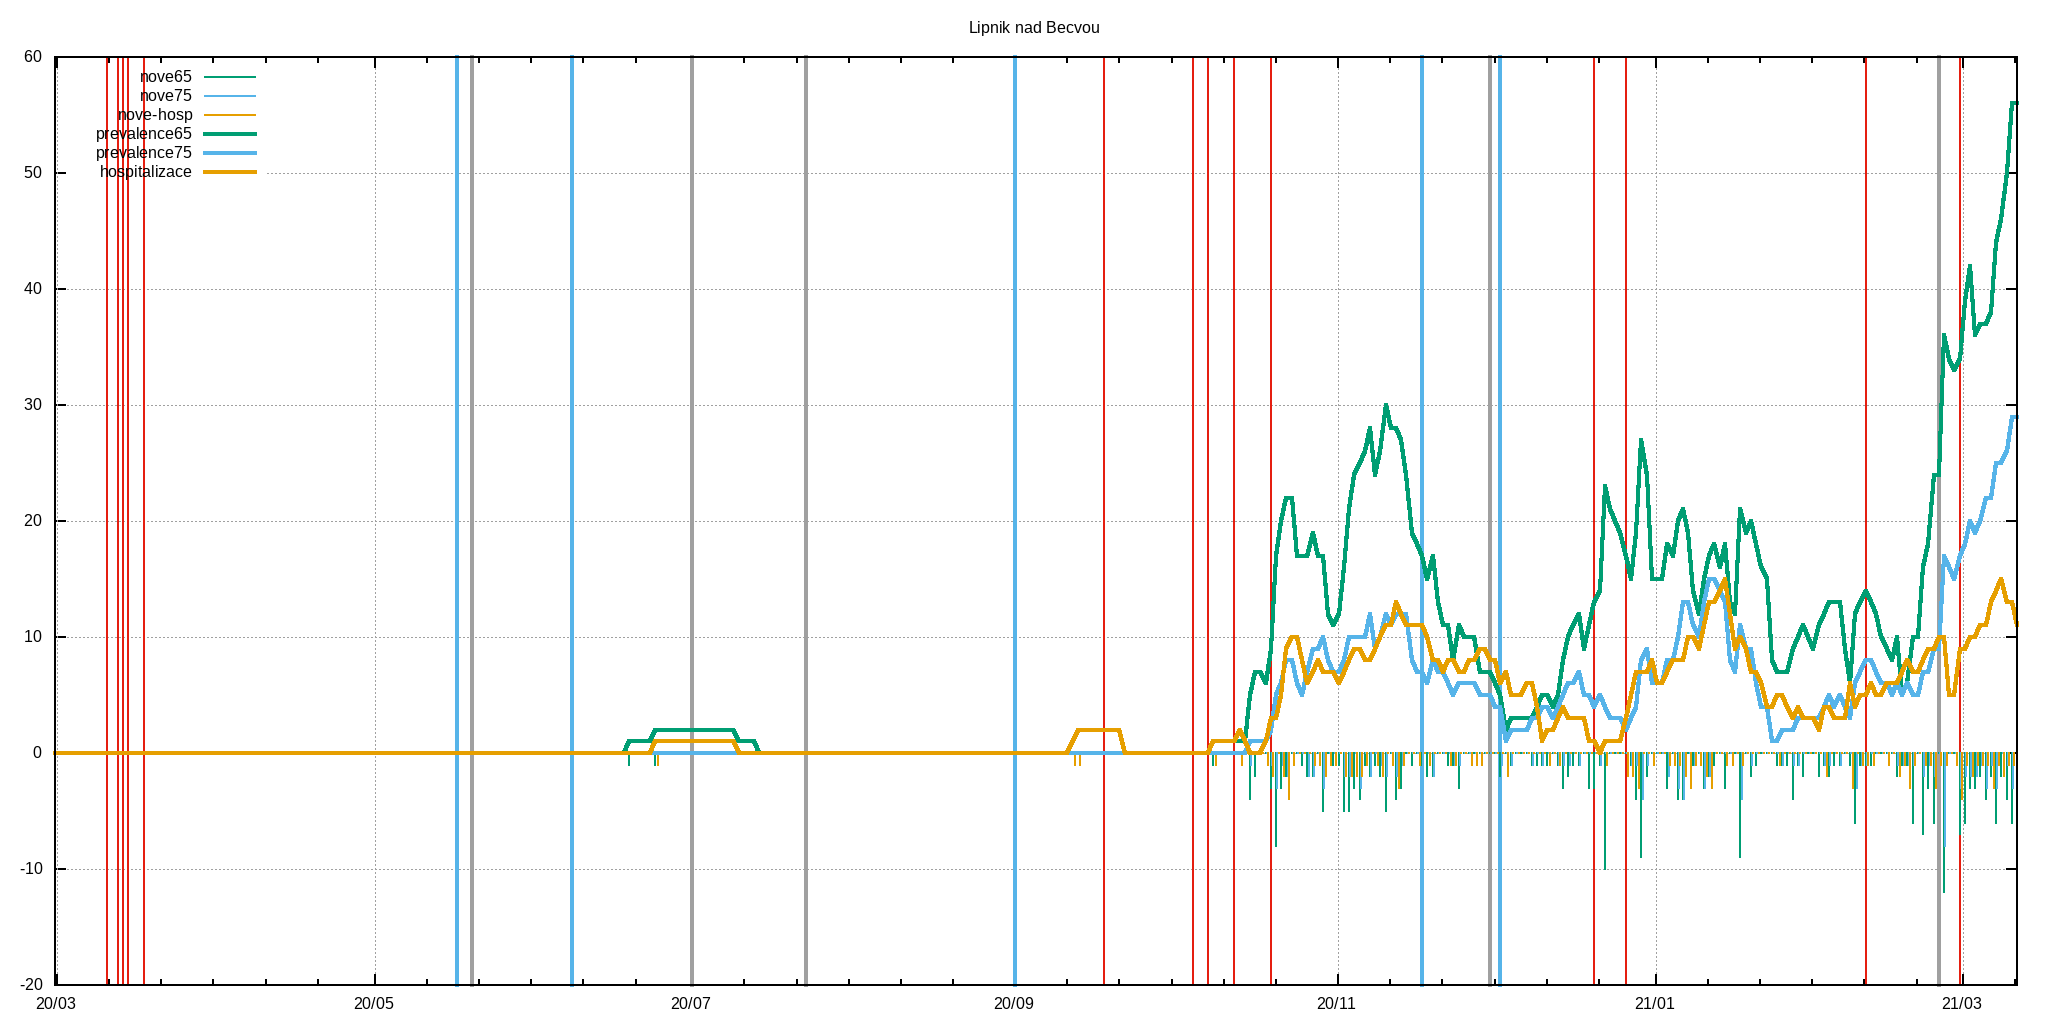 Lipnik nad Becvou
60
nove65
nove75
nove-hosp
prevalence65
prevalence75
hospitalizace
50
40
30
20
10
0
-10
-20
20/03 20/05 20/07 20/09 20/11 21/01 21/03